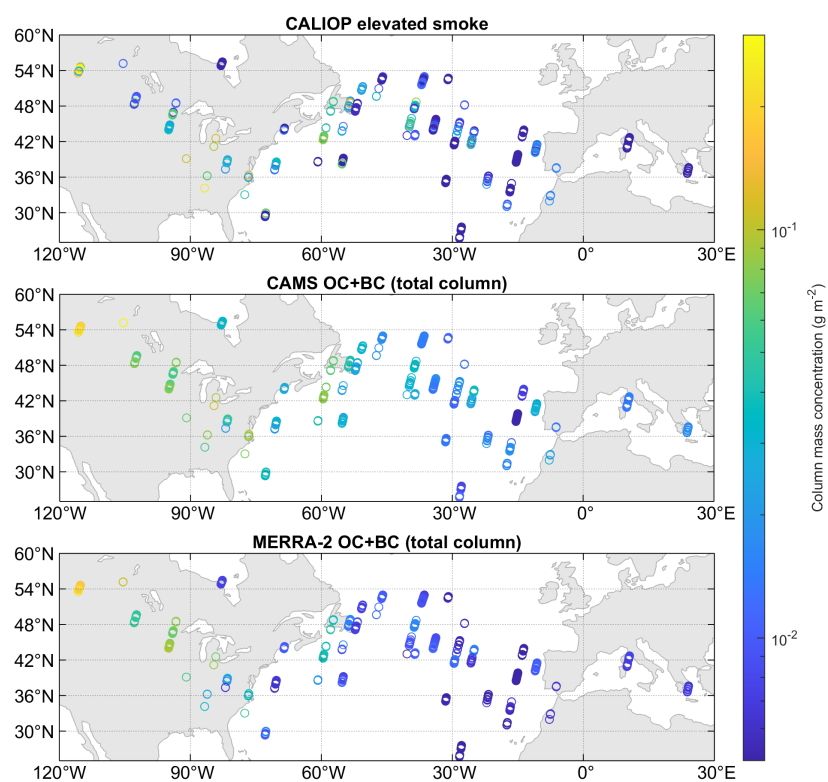 CALIOP elevated smoke
60°N
54°N
48°N
42°N
36°N
30°N
120°W 90°W 60°W 30°W 0° 30°E
CAMS OC+BC (total column)
60°N
54°N
48°N
42°N
36°N
30°N
120°W 90°W 60°W 30°W 0° 30°E
MERRA-2 OC+BC (total column)
60°N
54°N
48°N
42°N
36°N
30°N
120°W 90°W 60°W 30°W 0° 30°E
10⁻¹
10⁻²
Column mass concentration (g m⁻²)